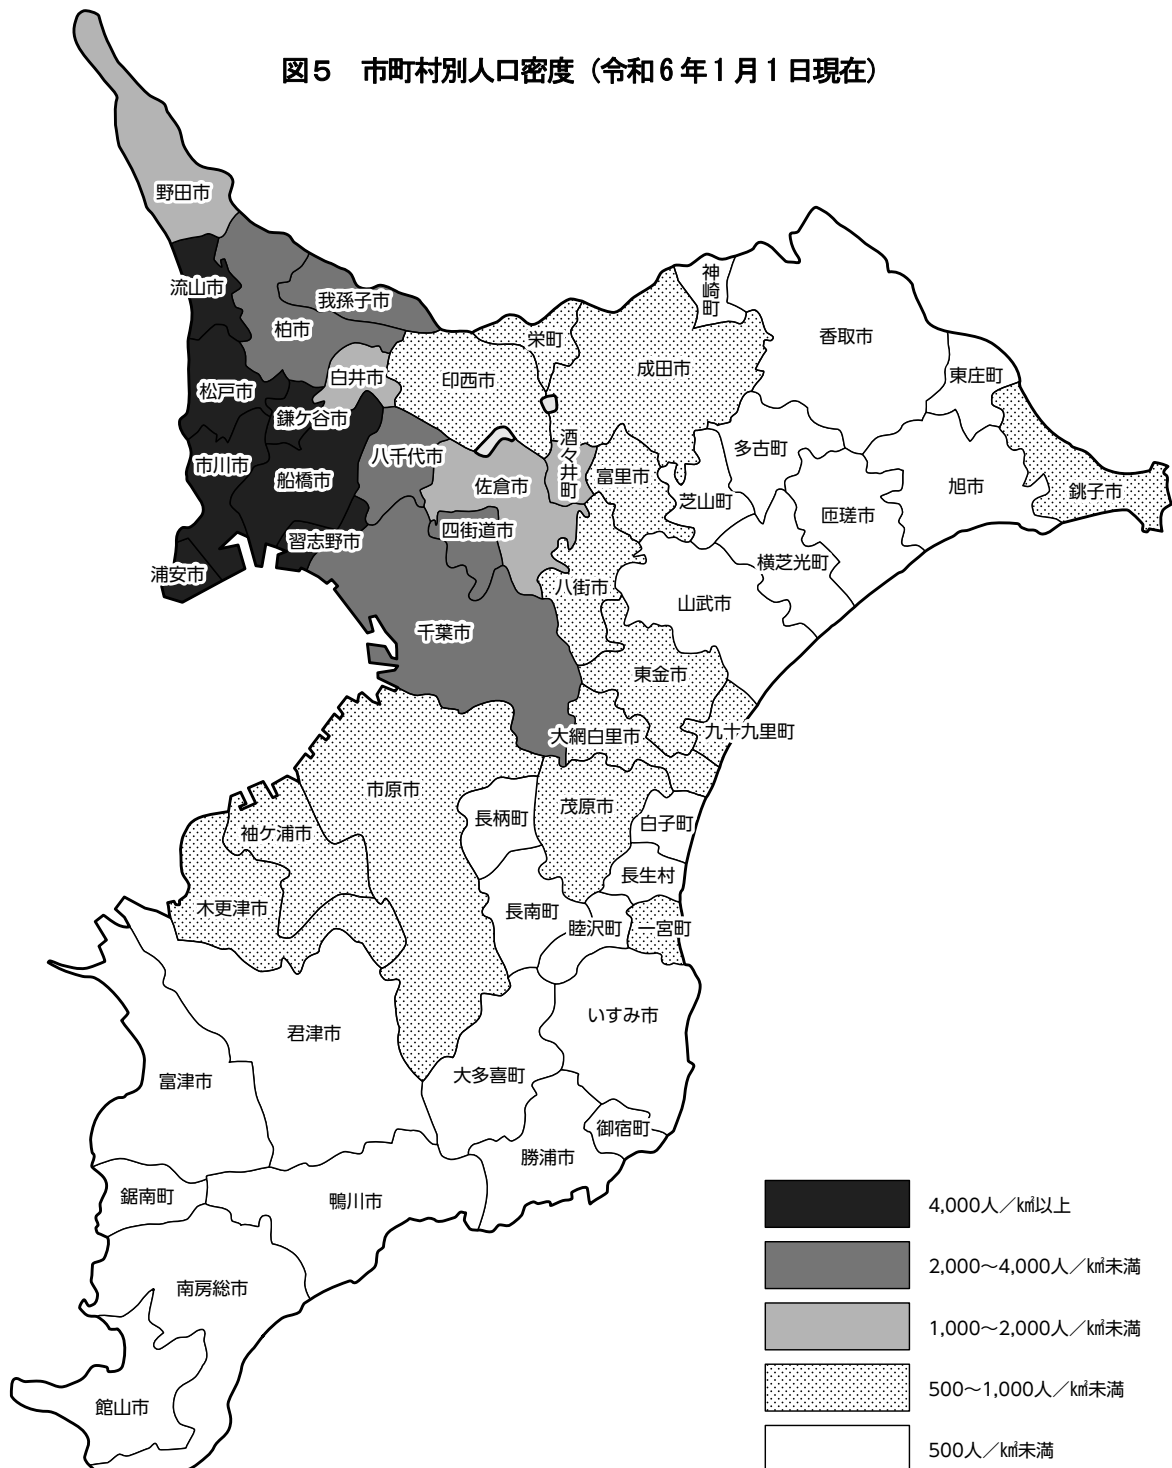 図5 市町村別人口密度（令和6年1月1日現在）
野田市
流山市
我孫子市
柏市
神崎町
栄町
香取市
成田市
東庄町
白井市
印西市
松戸市
鎌ケ谷市
酒々井町
多古町
八千代市
市川市
船橋市
佐倉市
富里市
旭市
銚子市
芝山町
匝瑳市
四街道市
習志野市
横芝光町
浦安市
八街市
山武市
千葉市
東金市
大網白里市
九十九里町
市原市
茂原市
長柄町
白子町
袖ケ浦市
長生村
木更津市
長南町
睦沢町
一宮町
いすみ市
君津市
大多喜町
富津市
御宿町
勝浦市
鋸南町
鴨川市
南房総市
館山市
4,000人／㎢以上
2,000～4,000人／㎢未満
1,000～2,000人／㎢未満
500～1,000人／㎢未満
500人／㎢未満